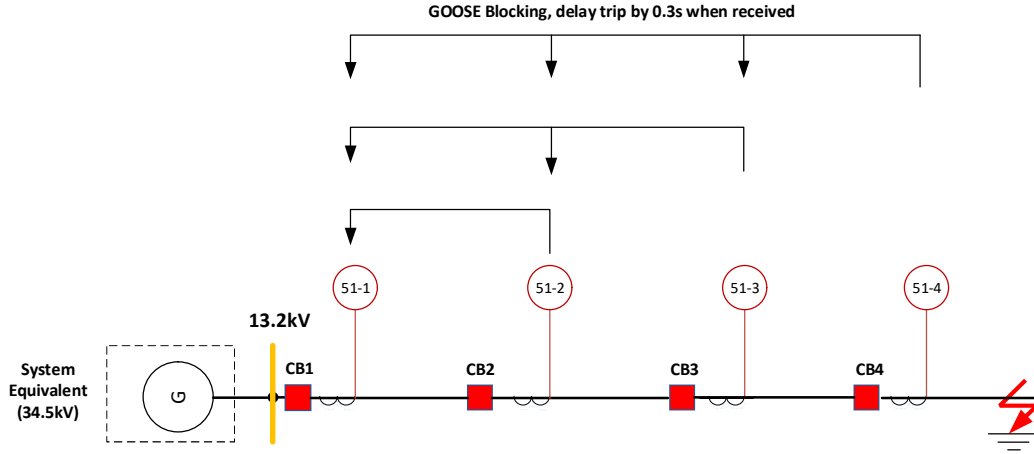 GOOSE Blocking, delay trip by 0.3s when received
51-1
51-2
51-3
51-4
13.2kV
System
Equivalent
(34.5kV)
G
CB1
CB2
CB3
CB4